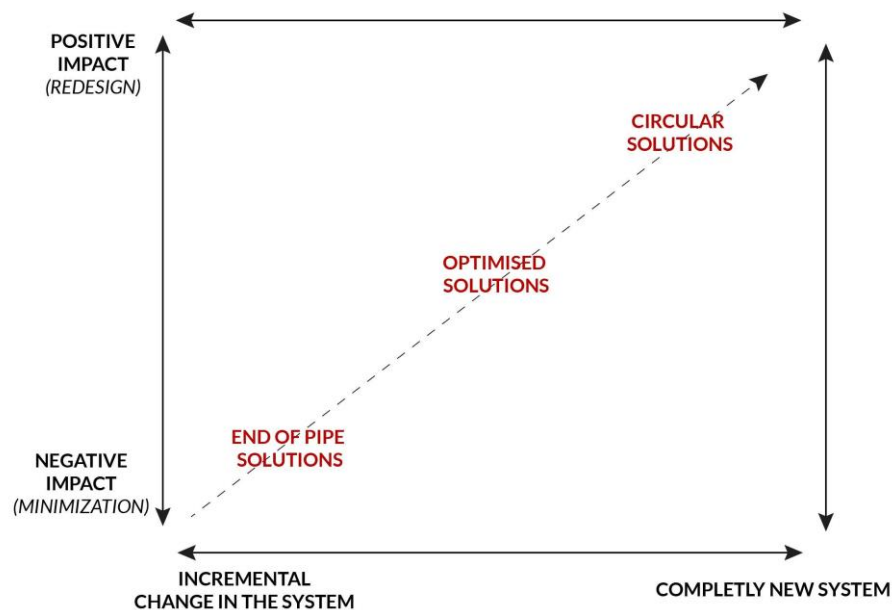 POSITIVE
IMPACT
(REDESIGN)
CIRCULAR
SOLUTIONS
OPTIMISED
SOLUTIONS
END OF PIPE
SOLUTIONS
NEGATIVE
IMPACT
(MINIMIZATION)
INCREMENTAL
CHANGE IN THE SYSTEM
COMPLETLY NEW SYSTEM